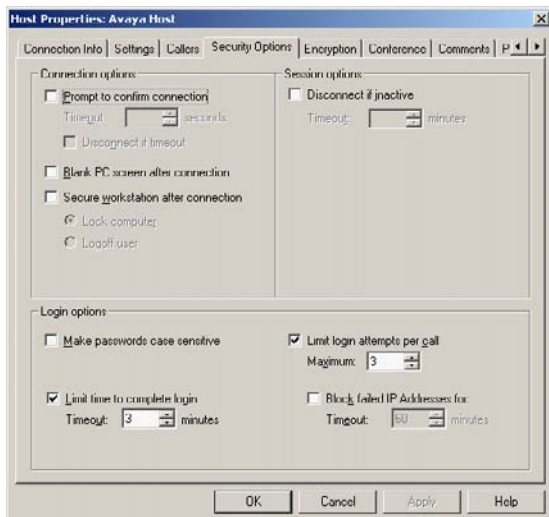 Host Properties: Avaya Host
Connection Info
Settings
Callers
Security Options
Encryption
Conference
Comments
P
Connection options
Prompt to confirm connection
Timeout: seconds
Disconnect if timeout
Blank PC screen after connection
Secure workstation after connection
Lock computer
Logoff user
Session options
Disconnect if inactive
Timeout: minutes
Login options
Make passwords case sensitive
Limit time to complete login
Timeout: 3 minutes
Limit login attempts per call
Maximum: 3
Block failed IP Addresses for:
Timeout: 60 minutes
OK
Cancel
Apply
Help